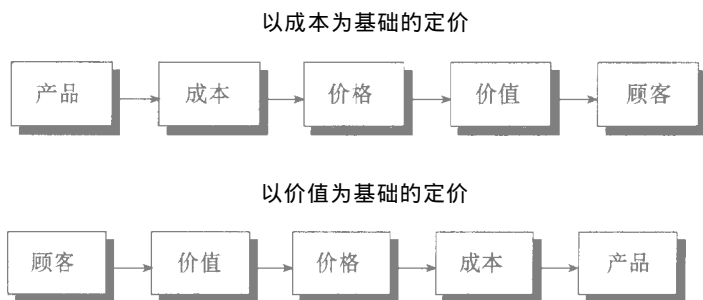 以成本为基础的定价
产品 成本 价格 价值 顾客
以价值为基础的定价
顾客 价值 价格 成本 产品